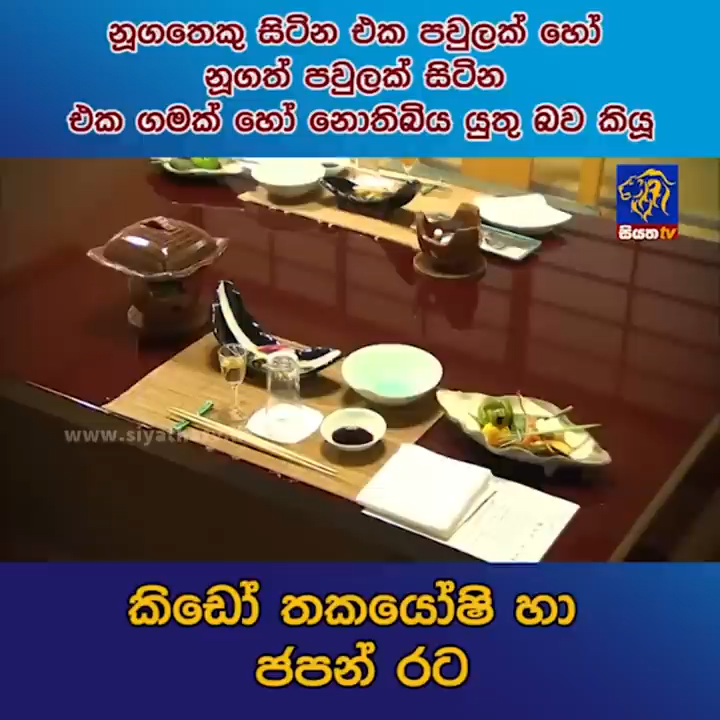 නූගතෙකු සිටින එක පවුලක් හෝ
නූගත් පවුලක් සිටින
එක ගමක් හෝ නොතිබිය යුතු බව කියූ
සියත tv
කිඩෝ තකයෝෂි හා
ජපන් රට